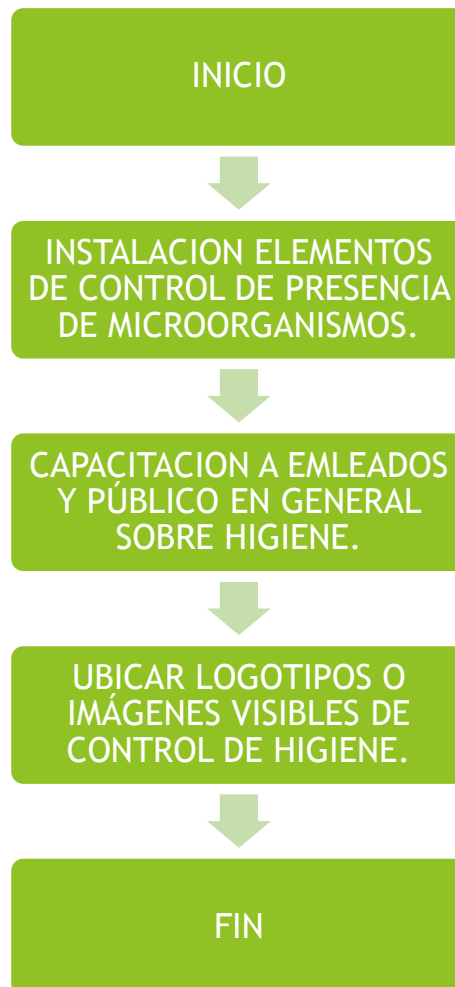 INICIO
INSTALACION ELEMENTOS
DE CONTROL DE PRESENCIA
DE MICROORGANISMOS.
CAPACITACION A EMLEADOS
Y PÚBLICO EN GENERAL
SOBRE HIGIENE.
UBICAR LOGOTIPOS O
IMÁGENES VISIBLES DE
CONTROL DE HIGIENE.
FIN